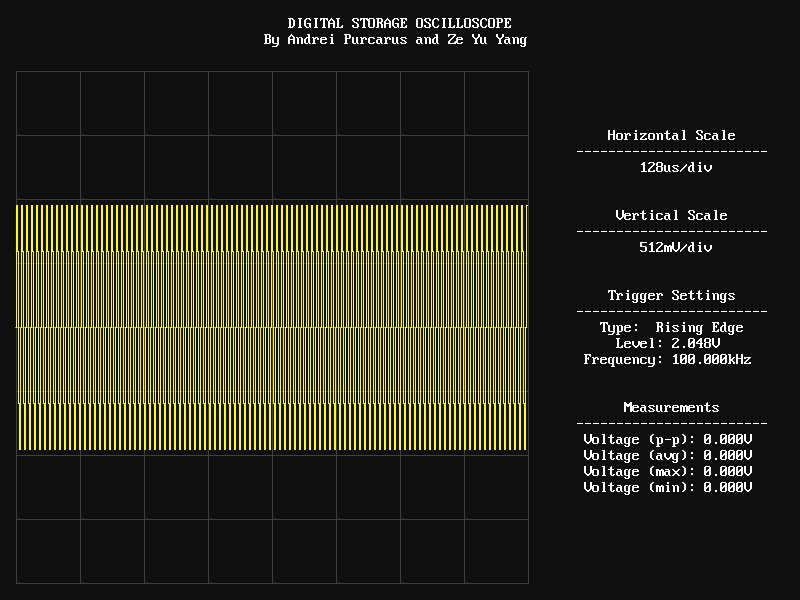 DIGITAL STORAGE OSCILLOSCOPE
By Andrei Purcarus and Ze Yu Yang
Horizontal Scale
------------------------
128us/div
Vertical Scale
------------------------
512mV/div
Trigger Settings
------------------------
Type:  Rising Edge
Level: 2.048V
Frequency: 100.000kHz
Measurements
------------------------
Voltage (p-p): 0.000V
Voltage (avg): 0.000V
Voltage (max): 0.000V
Voltage (min): 0.000V